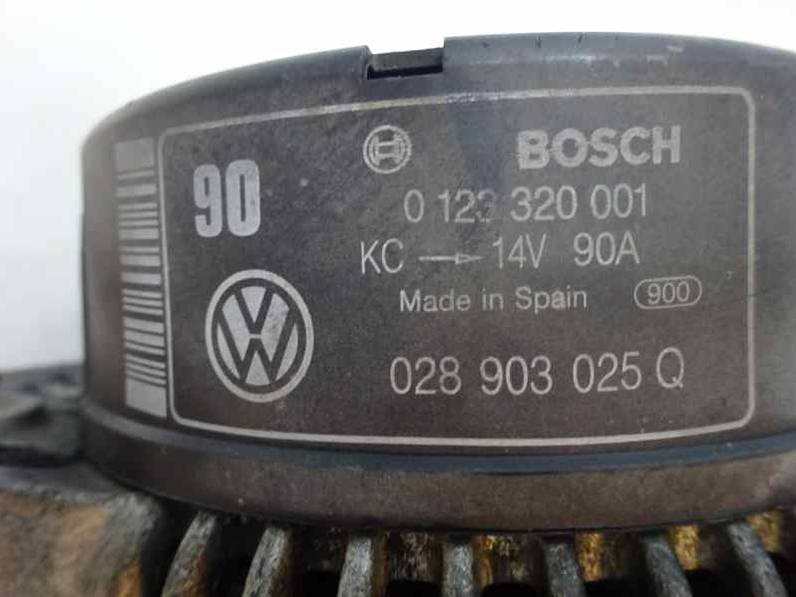 90
BOSCH
0 123 320 001
KC 14V 90A
Made in Spain 900
028 903 025 Q